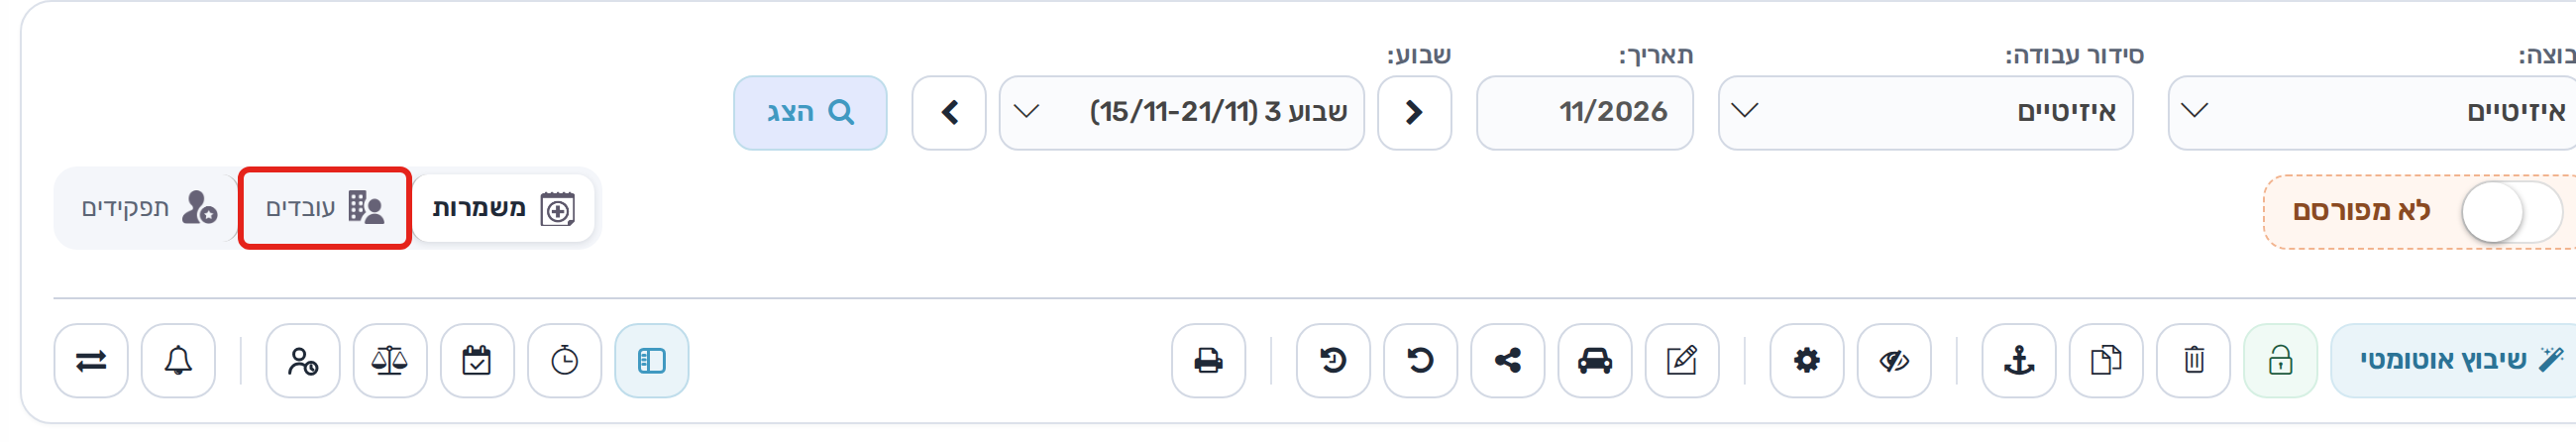 בוצה:
סידור עבודה:
תאריך:
שבוע:
איזיטיים
איזיטיים
11/2026
שבוע 3 (15/11-21/11)
הצג
לא מפורסם
משמרות
עובדים
תפקידים
שיבוץ אוטומטי